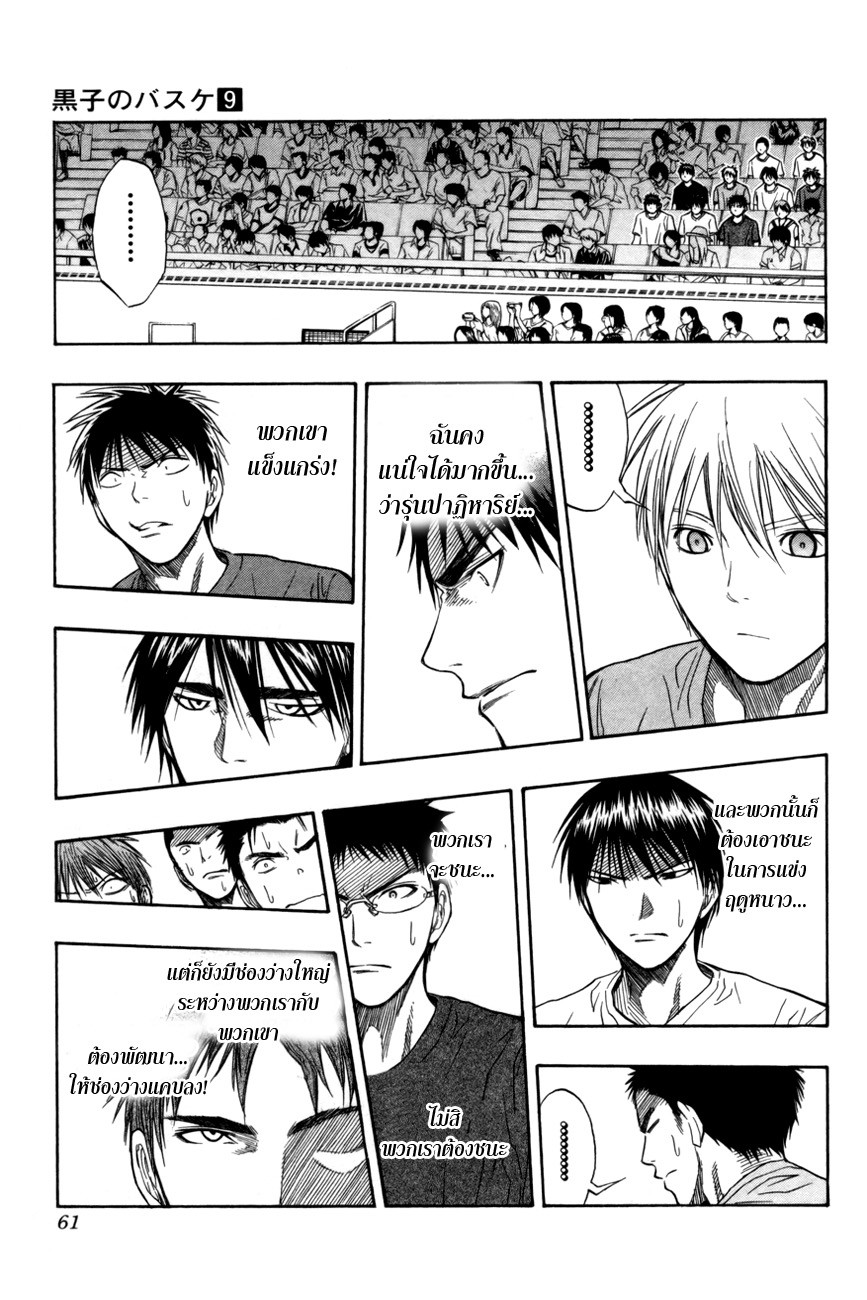 黒子のバスケ 9
………
………
ฉันคง
แน่ใจได้มากขึ้น...
ว่ารุ่นปาฏิหาริย์...
พวกเขา
แข็งแกร่ง!
และพวกนั้นก็
ต้องเอาชนะ
ในการแข่ง
ฤดูหนาว...
พวกเรา
จะชนะ...
ไม่สิ
พวกเราต้องชนะ
………
แต่ก็ยังมีช่องว่างใหญ่
ระหว่างพวกเรากับ
พวกเขา
ต้องพัฒนา...
ให้ช่องว่างแคบลง!
61